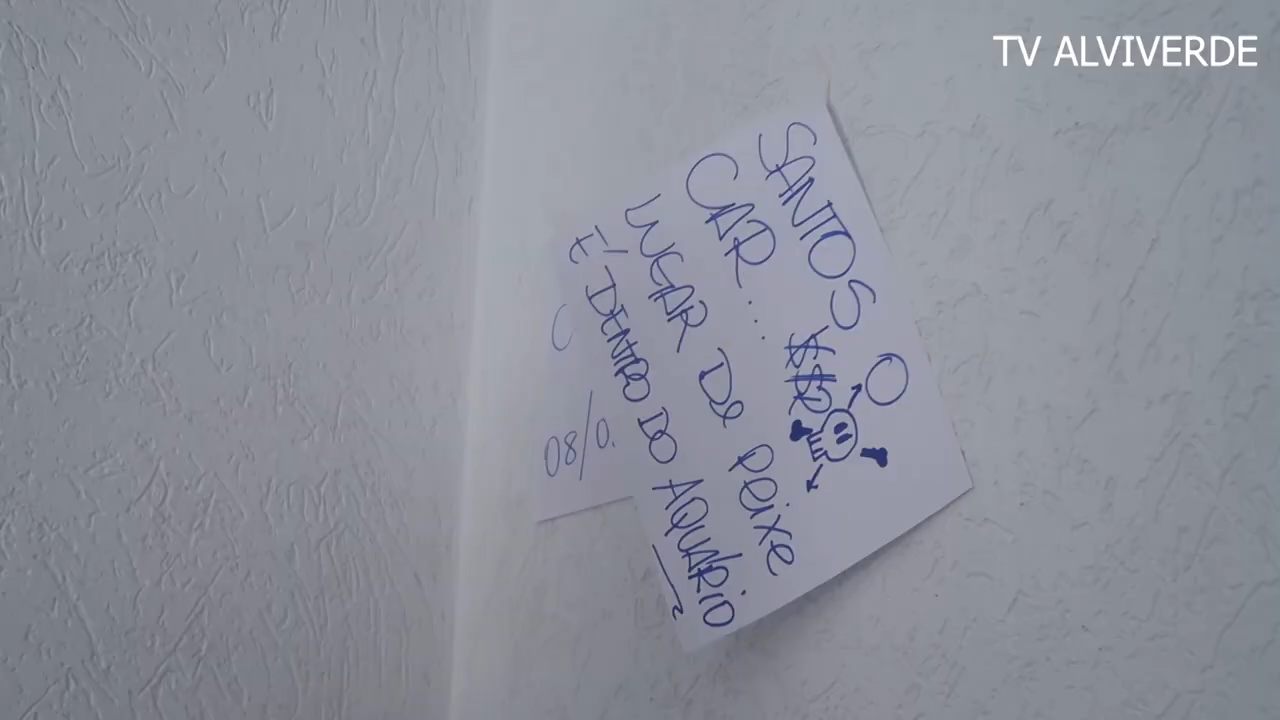 TV ALVIVERDE
SANTOS O
CAR....
LUGAR DE PEIXE
É DENTRO DO AQUÁRIO
08/0.